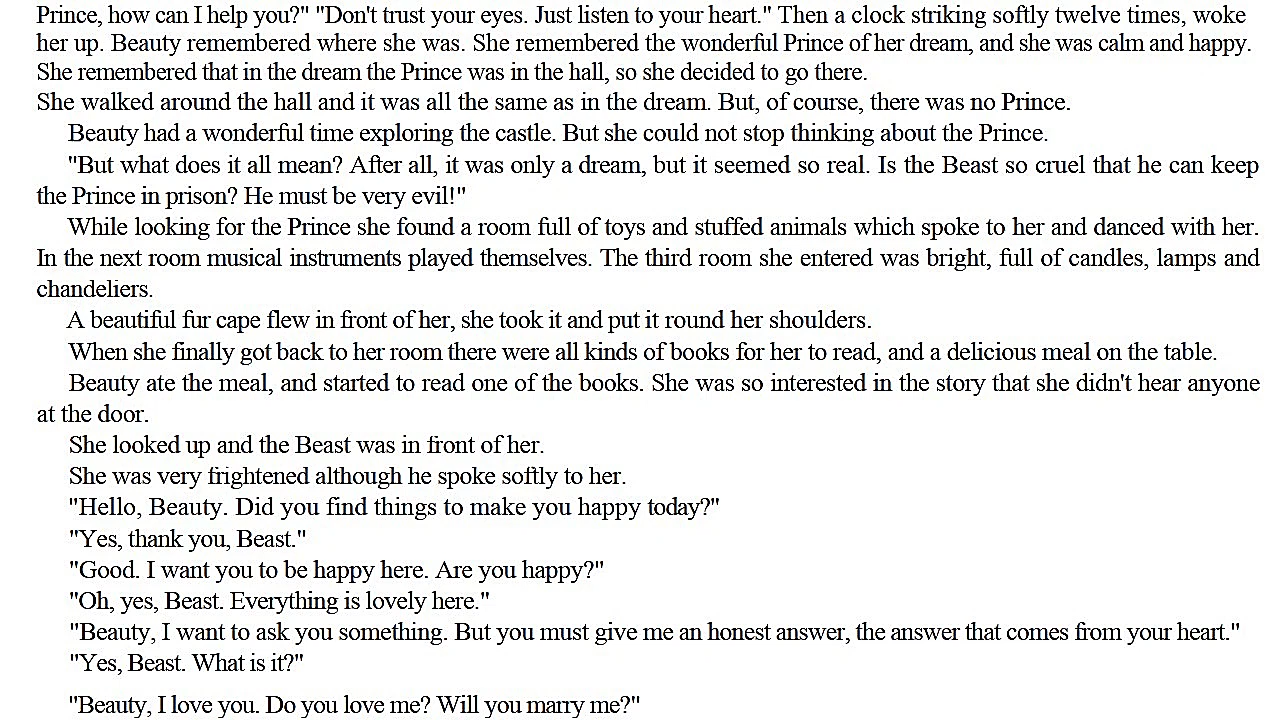 Prince, how can I help you?" "Don't trust your eyes. Just listen to your heart." Then a clock striking softly twelve times, woke
her up. Beauty remembered where she was. She remembered the wonderful Prince of her dream, and she was calm and happy.
She remembered that in the dream the Prince was in the hall, so she decided to go there.
She walked around the hall and it was all the same as in the dream. But, of course, there was no Prince.
Beauty had a wonderful time exploring the castle. But she could not stop thinking about the Prince.
"But what does it all mean? After all, it was only a dream, but it seemed so real. Is the Beast so cruel that he can keep
the Prince in prison? He must be very evil!"
While looking for the Prince she found a room full of toys and stuffed animals which spoke to her and danced with her.
In the next room musical instruments played themselves. The third room she entered was bright, full of candles, lamps and
chandeliers.
A beautiful fur cape flew in front of her, she took it and put it round her shoulders.
When she finally got back to her room there were all kinds of books for her to read, and a delicious meal on the table.
Beauty ate the meal, and started to read one of the books. She was so interested in the story that she didn't hear anyone
at the door.
She looked up and the Beast was in front of her.
She was very frightened although he spoke softly to her.
"Hello, Beauty. Did you find things to make you happy today?"
"Yes, thank you, Beast."
"Good. I want you to be happy here. Are you happy?"
"Oh, yes, Beast. Everything is lovely here."
"Beauty, I want to ask you something. But you must give me an honest answer, the answer that comes from your heart."
"Yes, Beast. What is it?"
"Beauty, I love you. Do you love me? Will you marry me?"